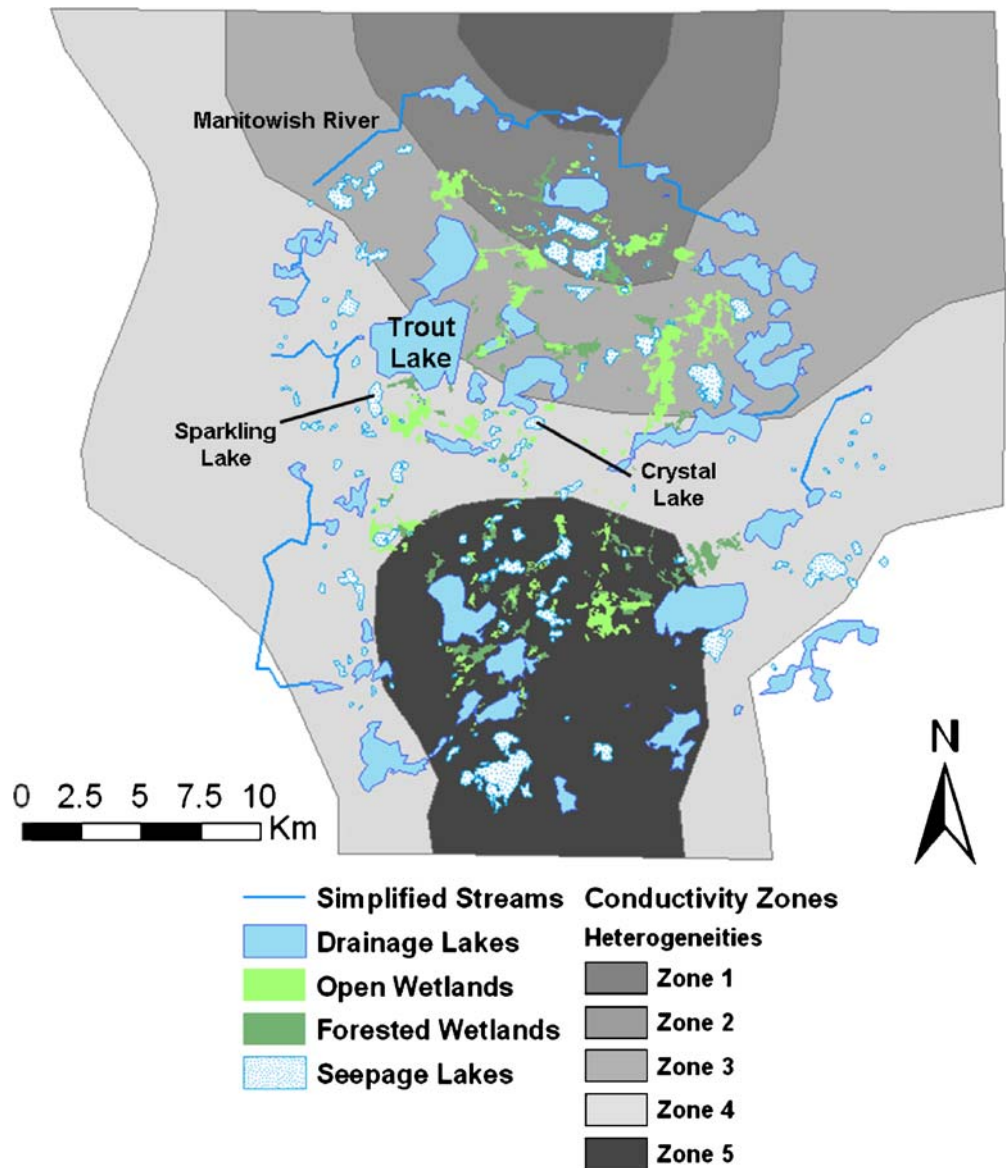 Manitowish River
Trout
Lake
Sparkling
Lake
Crystal
Lake
N
0 2.5 5 7.5 10
Km
Simplified Streams
Drainage Lakes
Open Wetlands
Forested Wetlands
Seepage Lakes
Conductivity Zones
Heterogeneities
Zone 1
Zone 2
Zone 3
Zone 4
Zone 5